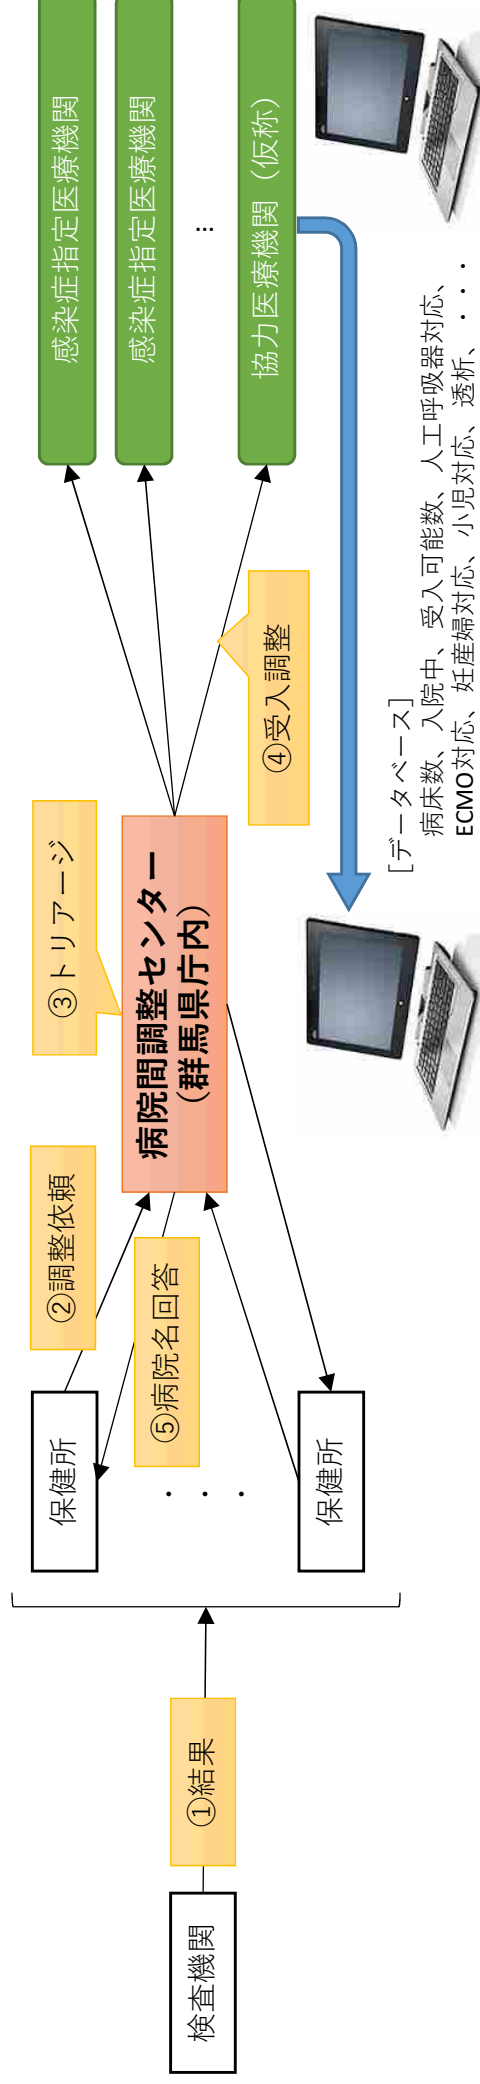 検査機関
①結果
保健所
・・・
保健所
②調整依頼
⑤病院名回答
③トリアージ
病院間調整センター
（群馬県庁内）
④受入調整
感染症指定医療機関
感染症指定医療機関
…
協力医療機関（仮称）
[データベース]
病床数、入院中、受入可能数、人工呼吸器対応、
ECMO対応、妊産婦対応、小児対応、透析、・・・